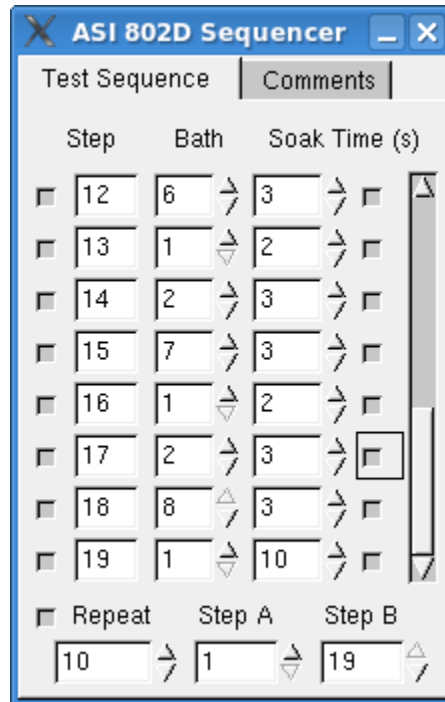 ASI 802D Sequencer
Test Sequence Comments
Step Bath Soak Time (s)
12 6 3
13 1 2
14 2 3
15 7 3
16 1 2
17 2 3
18 8 3
19 1 10
Repeat Step A Step B
10 1 19